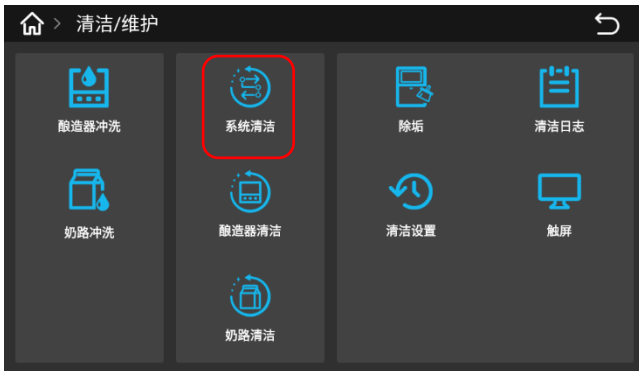 > 清洁/维护
酿造器冲洗
系统清洁
除垢
清洁日志
奶路冲洗
酿造器清洁
清洁设置
触屏
奶路清洁